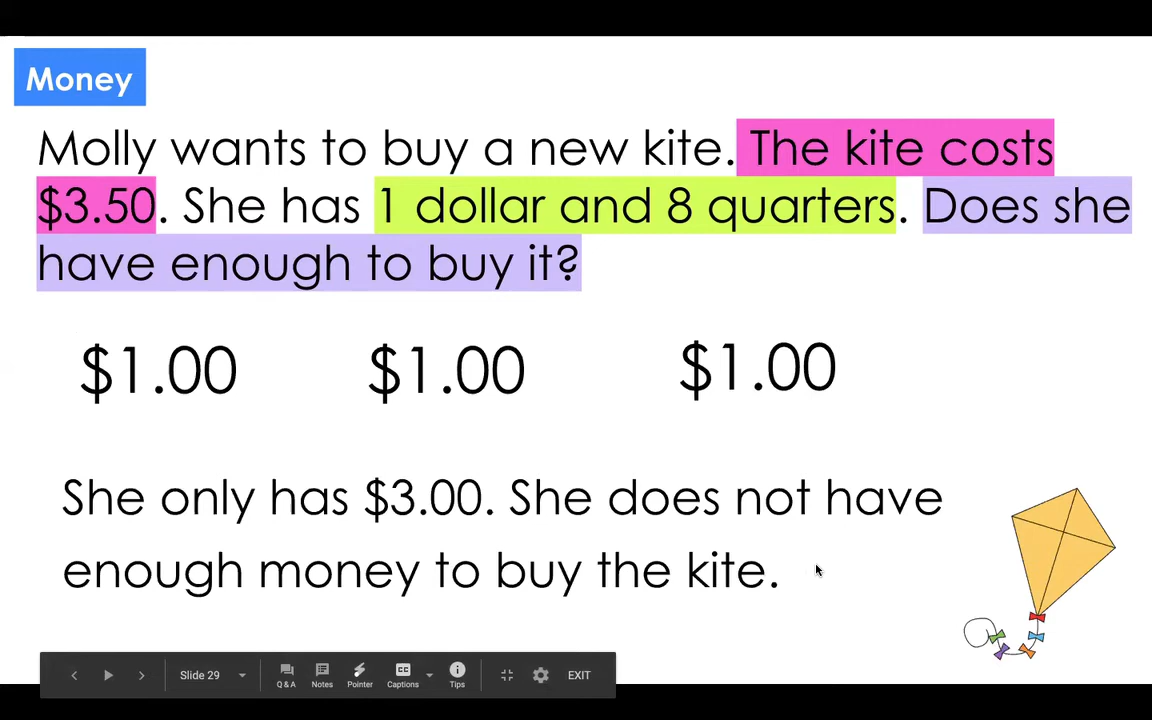 Money
Molly wants to buy a new kite. The kite costs
$3.50. She has 1 dollar and 8 quarters. Does she
have enough to buy it?
$1.00 $1.00 $1.00
She only has $3.00. She does not have
enough money to buy the kite.
Slide 29 Q & A Notes Pointer CC Captions Tips EXIT